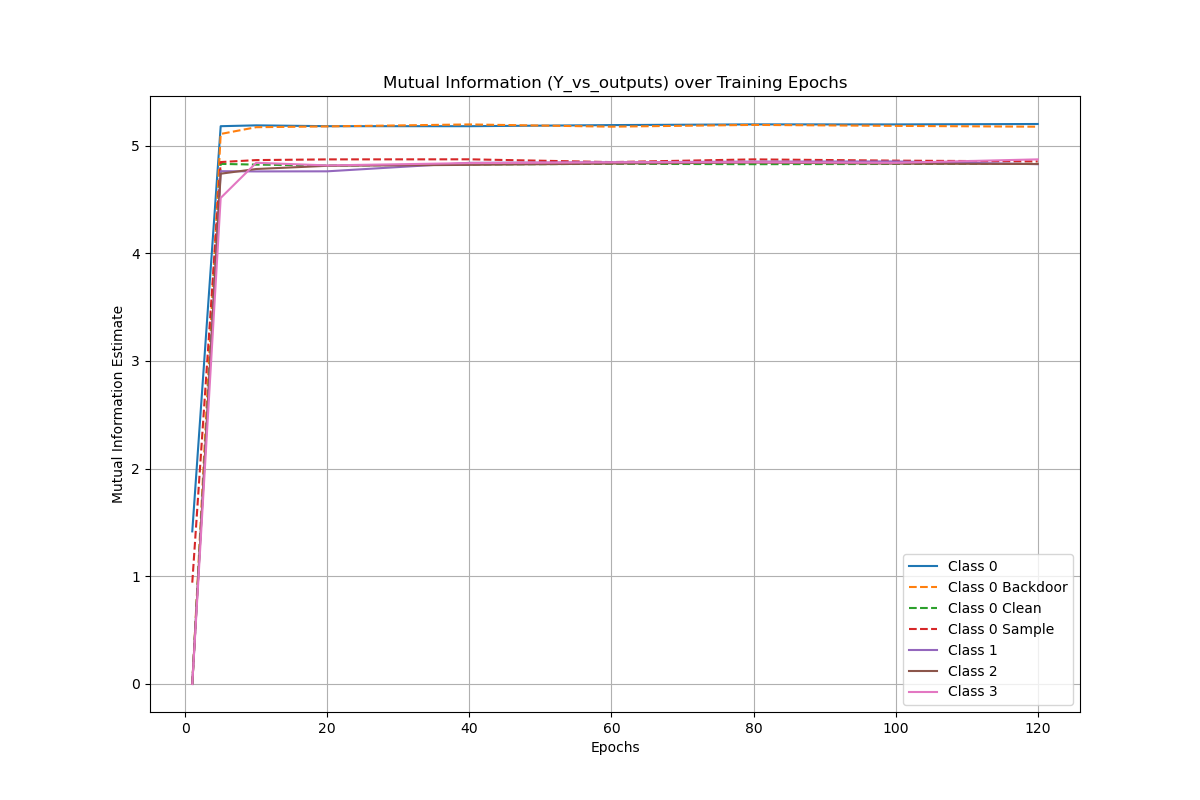 Mutual Information (Y_vs_outputs) over Training Epochs
Mutual Information Estimate
5
4
3
2
1
0
0 20 40 60 80 100 120
Epochs
Class 0
Class 0 Backdoor
Class 0 Clean
Class 0 Sample
Class 1
Class 2
Class 3